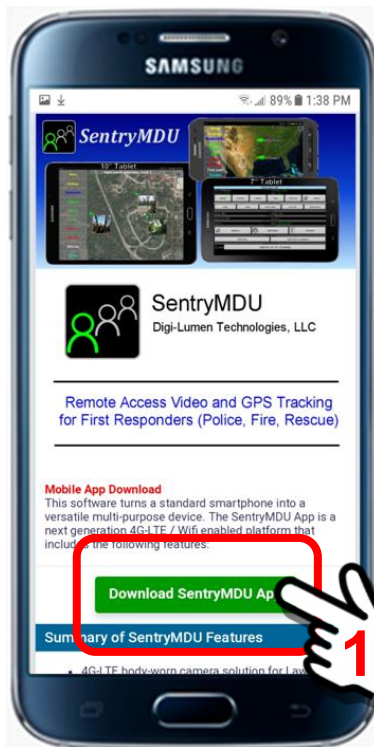 SAMSUNG
89% 1:38 PM
SentryMDU
10" Tablet
7" Tablet
SentryMDU
Digi-Lumen Technologies, LLC
Remote Access Video and GPS Tracking
for First Responders (Police, Fire, Rescue)
Mobile App Download
This software turns a standard smartphone into a
versatile multi-purpose device. The SentryMDU App is a
next generation 4G-LTE / Wifi enabled platform that
includes the following features:
Download SentryMDU Ap
Summary of SentryMDU Features
4G-LTE body-worn camera solution for Law
1